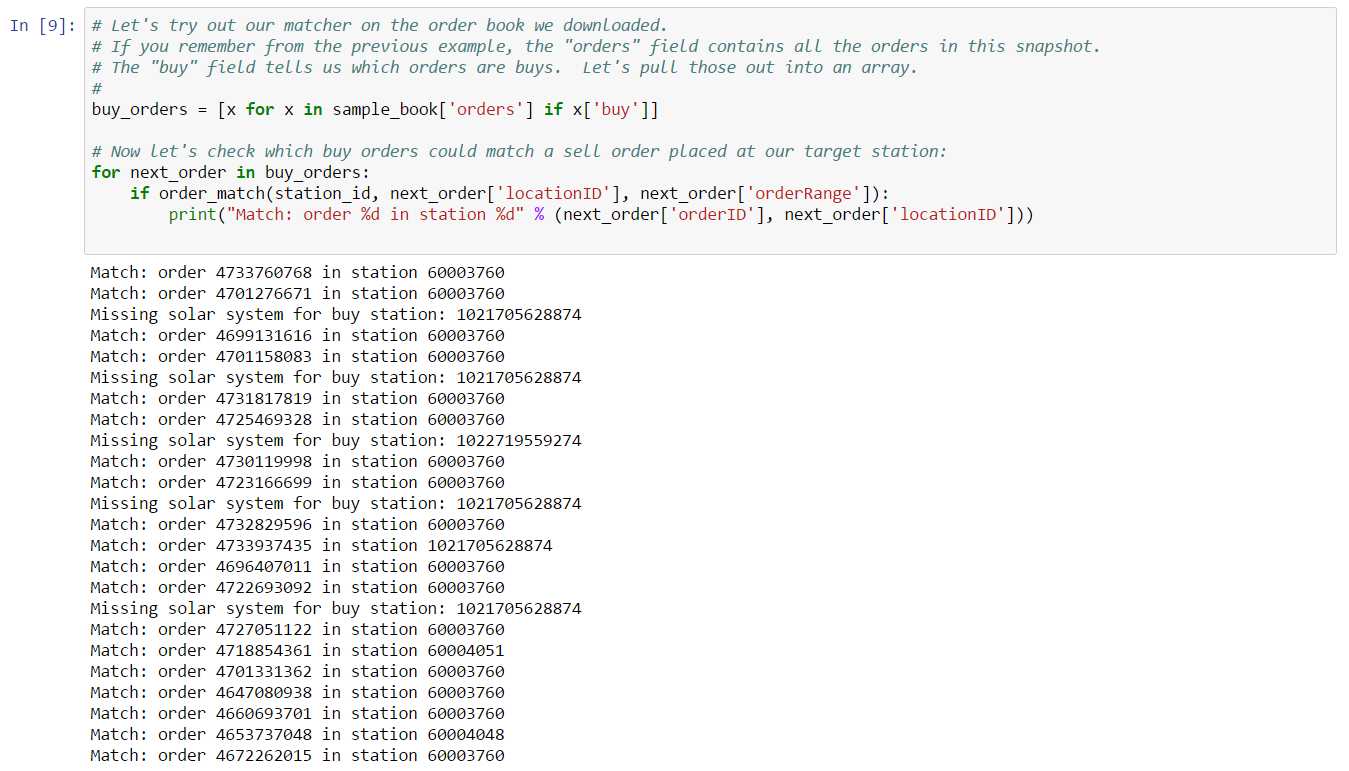 In [9]: # Let's try out our matcher on the order book we downloaded.
# If you remember from the previous example, the "orders" field contains all the orders in this snapshot.
# The "buy" field tells us which orders are buys.  Let's pull those out into an array.
#
buy_orders = [x for x in sample_book['orders'] if x['buy']]

# Now let's check which buy orders could match a sell order placed at our target station:
for next_order in buy_orders:
    if order_match(station_id, next_order['locationID'], next_order['orderRange']):
        print("Match: order %d in station %d" % (next_order['orderID'], next_order['locationID']))

Match: order 4733760768 in station 60003760
Match: order 4701276671 in station 60003760
Missing solar system for buy station: 1021705628874
Match: order 4699131616 in station 60003760
Match: order 4701158083 in station 60003760
Missing solar system for buy station: 1021705628874
Match: order 4731817819 in station 60003760
Match: order 4725469328 in station 60003760
Missing solar system for buy station: 1022719559274
Match: order 4730119998 in station 60003760
Match: order 4723166699 in station 60003760
Missing solar system for buy station: 1021705628874
Match: order 4732829596 in station 60003760
Match: order 4733937435 in station 1021705628874
Match: order 4696407011 in station 60003760
Match: order 4722693092 in station 60003760
Missing solar system for buy station: 1021705628874
Match: order 4727051122 in station 60003760
Match: order 4718854361 in station 60004051
Match: order 4701331362 in station 60003760
Match: order 4647080938 in station 60003760
Match: order 4660693701 in station 60003760
Match: order 4653737048 in station 60004048
Match: order 4672262015 in station 60003760